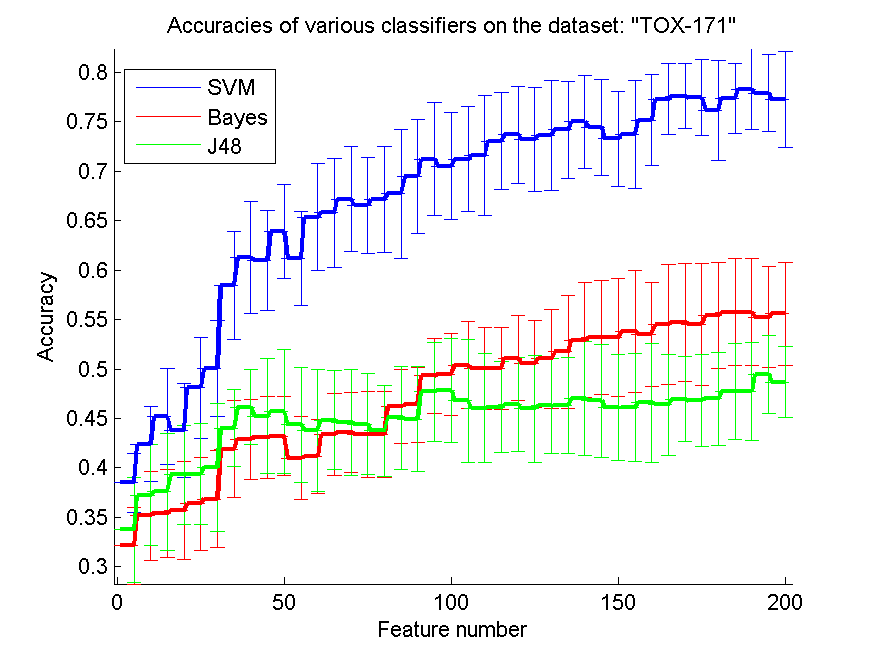 Accuracies of various classifiers on the dataset: "TOX-171"
SVM
Bayes
J48
Accuracy
0.8
0.75
0.7
0.65
0.6
0.55
0.5
0.45
0.4
0.35
0.3
0 50 100 150 200
Feature number